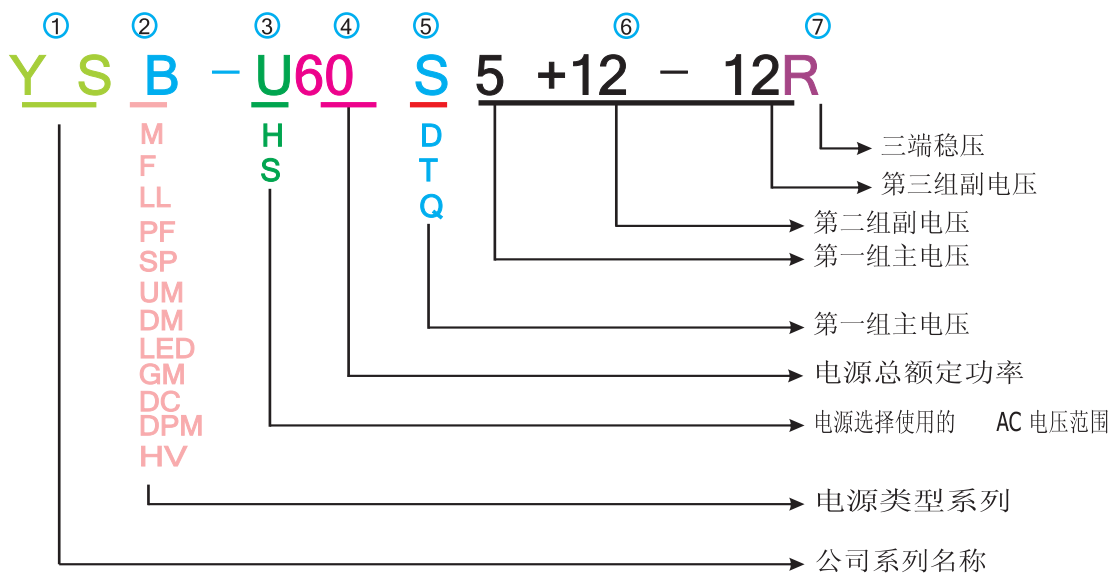 ① ② ③ ④ ⑤ ⑥ ⑦
Y S B - U60 S 5 +12 - 12R
M
F
LL
PF
SP
UM
DM
LED
GM
DC
DPM
HV
H
S
D
T
Q
三端稳压
第三组副电压
第二组副电压
第一组主电压
第一组主电压
电源总额定功率
电源选择使用的 AC 电压范围
电源类型系列
公司系列名称